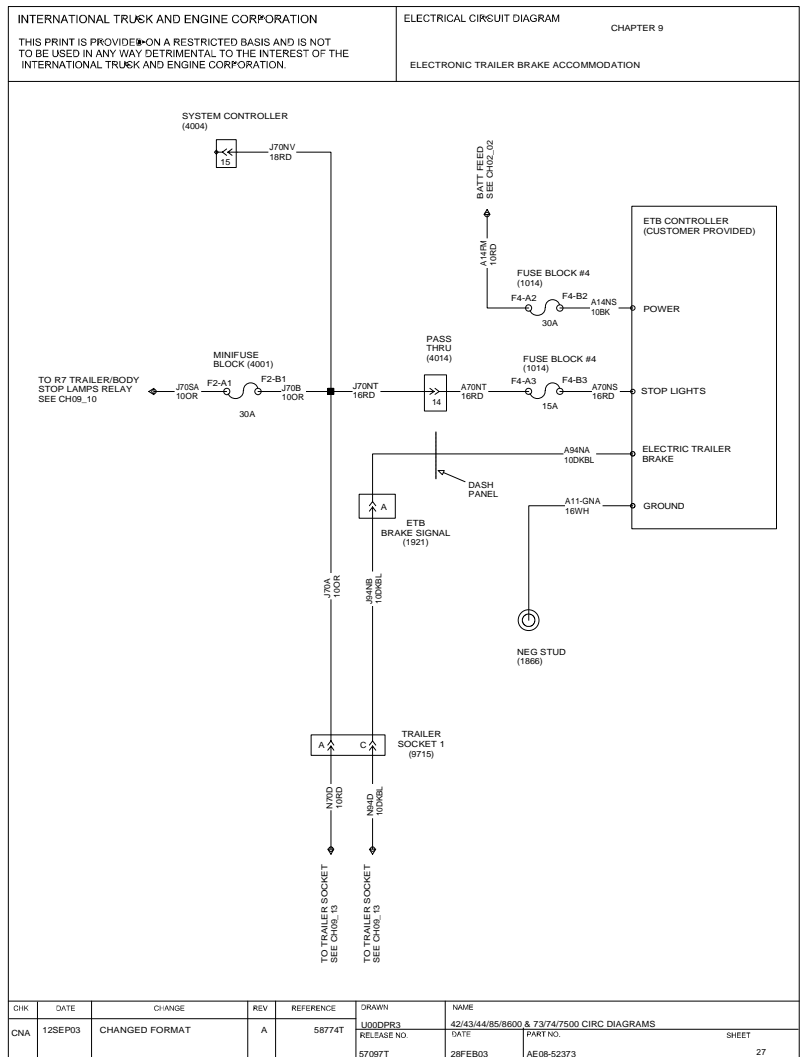 INTERNATIONAL TRUCK AND ENGINE CORPORATION
THIS PRINT IS PROVIDED ON A RESTRICTED BASIS AND IS NOT
TO BE USED IN ANY WAY DETRIMENTAL TO THE INTEREST OF THE
INTERNATIONAL TRUCK AND ENGINE CORPORATION.
ELECTRICAL CIRCUIT DIAGRAM
CHAPTER 9
ELECTRONIC TRAILER BRAKE ACCOMMODATION
SYSTEM CONTROLLER
(4004)
15
J70NV
18RD
BATT FEED
SEE CH02_02
A14FM
10RD
ETB CONTROLLER
(CUSTOMER PROVIDED)
FUSE BLOCK #4
(1014)
F4-A2
F4-B2
30A
A14NS
10BK
POWER
PASS
THRU
(4014)
14
MINIFUSE
BLOCK (4001)
TO R7 TRAILER/BODY
STOP LAMPS RELAY
SEE CH09_10
J70SA
10OR
F2-A1
F2-B1
30A
J70B
10OR
J70NT
16RD
A70NT
16RD
FUSE BLOCK #4
(1014)
F4-A3
F4-B3
15A
A70NS
16RD
STOP LIGHTS
A94NA
10DKBL
ELECTRIC TRAILER
BRAKE
DASH
PANEL
A11-GNA
16WH
GROUND
A
ETB
BRAKE SIGNAL
(1921)
J70A
10OR
J94NB
10DKBL
NEG STUD
(1866)
A
C
TRAILER
SOCKET 1
(9715)
N70D
10RD
N94D
10DKBL
TO TRAILER SOCKET
SEE CH09_13
TO TRAILER SOCKET
SEE CH09_13
CHK DATE CHANGE REV REFERENCE DRAWN NAME
CNA 12SEP03 CHANGED FORMAT A 58774T U00DPR3 42/43/44/85/8600 & 73/74/7500 CIRC DIAGRAMS
RELEASE NO. DATE PART NO. SHEET
57097T 28FEB03 AE08-52373 27